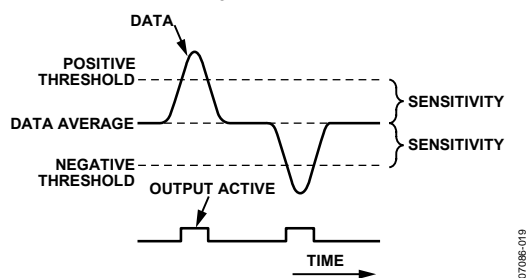 DATA
POSITIVE
THRESHOLD
SENSITIVITY
DATA AVERAGE
SENSITIVITY
NEGATIVE
THRESHOLD
OUTPUT ACTIVE
TIME
07086-019